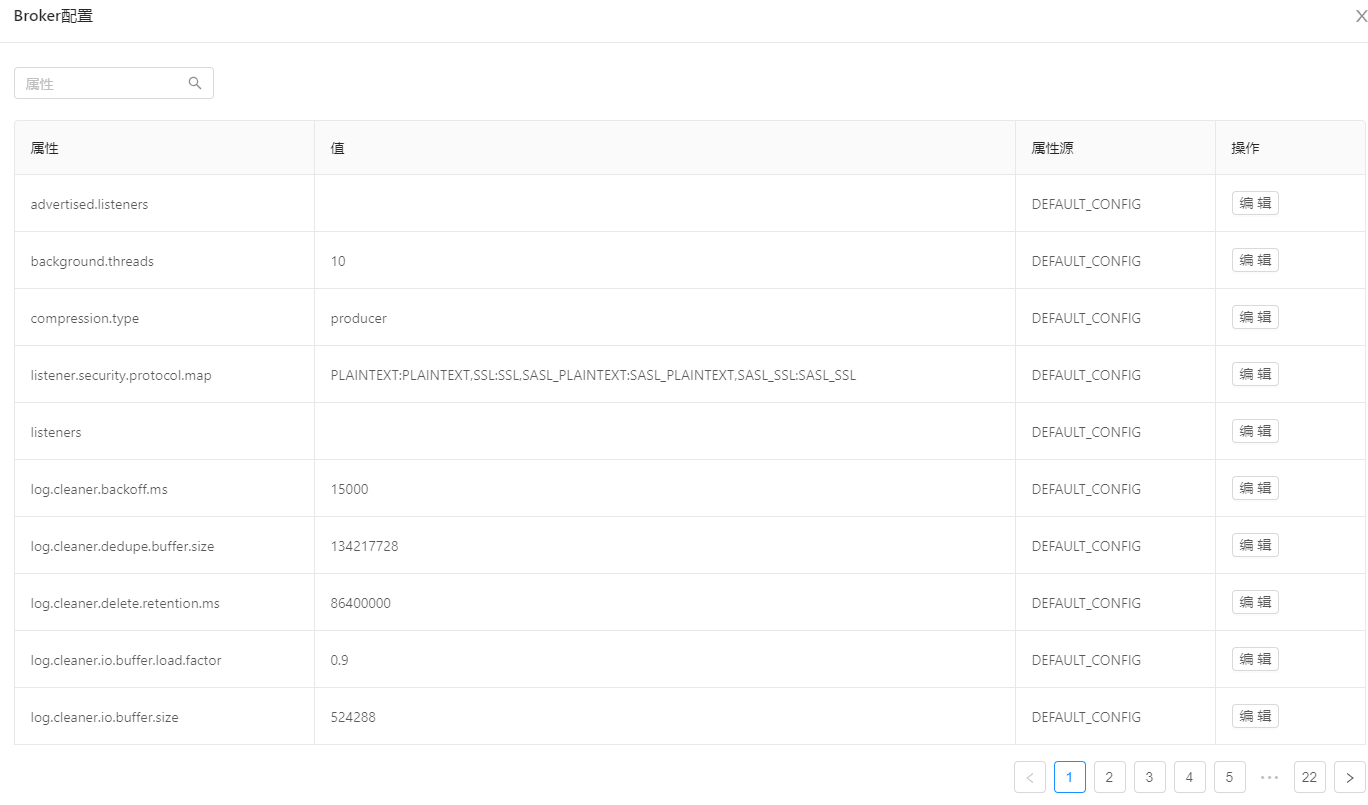 Broker配置
属性
属性 值 属性源 操作
advertised.listeners DEFAULT_CONFIG 编 辑
background.threads 10 DEFAULT_CONFIG 编 辑
compression.type producer DEFAULT_CONFIG 编 辑
listener.security.protocol.map PLAINTEXT:PLAINTEXT,SSL:SSL,SASL_PLAINTEXT:SASL_PLAINTEXT,SASL_SSL:SASL_SSL DEFAULT_CONFIG 编 辑
listeners DEFAULT_CONFIG 编 辑
log.cleaner.backoff.ms 15000 DEFAULT_CONFIG 编 辑
log.cleaner.dedupe.buffer.size 134217728 DEFAULT_CONFIG 编 辑
log.cleaner.delete.retention.ms 86400000 DEFAULT_CONFIG 编 辑
log.cleaner.io.buffer.load.factor 0.9 DEFAULT_CONFIG 编 辑
log.cleaner.io.buffer.size 524288 DEFAULT_CONFIG 编 辑
< 1 2 3 4 5 ••• 22 >